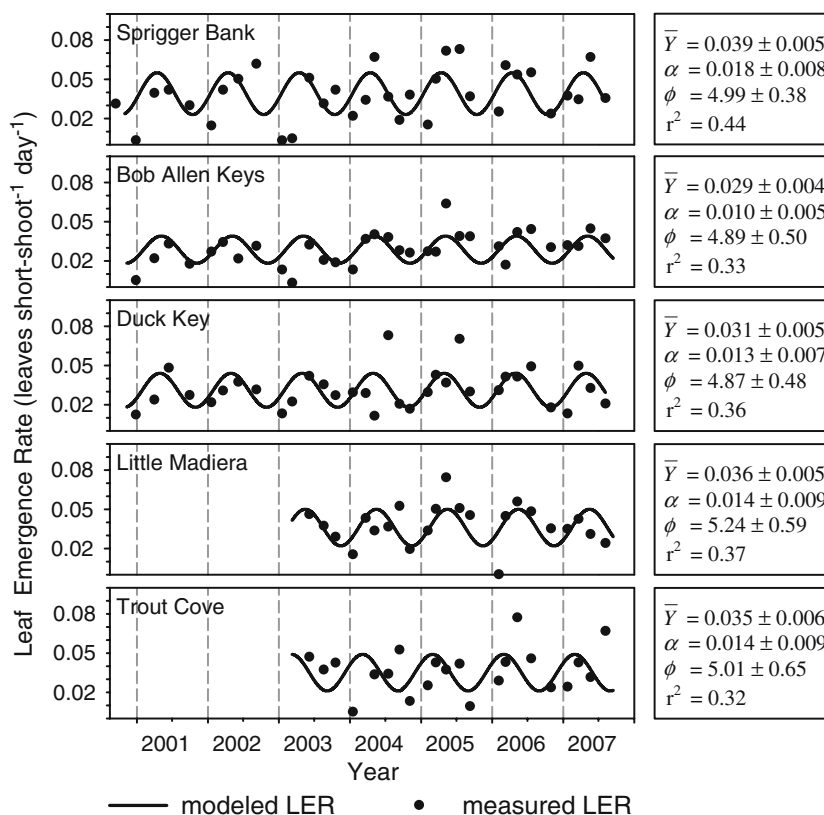 Leaf Emergence Rate (leaves short-shoot⁻¹ day⁻¹)
Sprigger Bank
0.08
0.05
0.02
Y̅ = 0.039 ± 0.005
α = 0.018 ± 0.008
ϕ = 4.99 ± 0.38
r² = 0.44
Bob Allen Keys
0.08
0.05
0.02
Y̅ = 0.029 ± 0.004
α = 0.010 ± 0.005
ϕ = 4.89 ± 0.50
r² = 0.33
Duck Key
0.08
0.05
0.02
Y̅ = 0.031 ± 0.005
α = 0.013 ± 0.007
ϕ = 4.87 ± 0.48
r² = 0.36
Little Madiera
0.08
0.05
0.02
Y̅ = 0.036 ± 0.005
α = 0.014 ± 0.009
ϕ = 5.24 ± 0.59
r² = 0.37
Trout Cove
0.08
0.05
0.02
Y̅ = 0.035 ± 0.006
α = 0.014 ± 0.009
ϕ = 5.01 ± 0.65
r² = 0.32
2001 2002 2003 2004 2005 2006 2007
Year
modeled LER measured LER